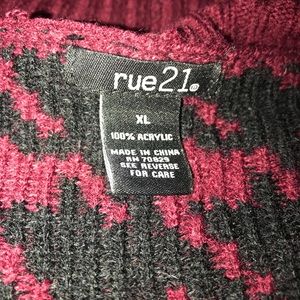 rue21®
XL
100% ACRYLIC
MADE IN CHINA
RN 70829
SEE REVERSE
FOR CARE